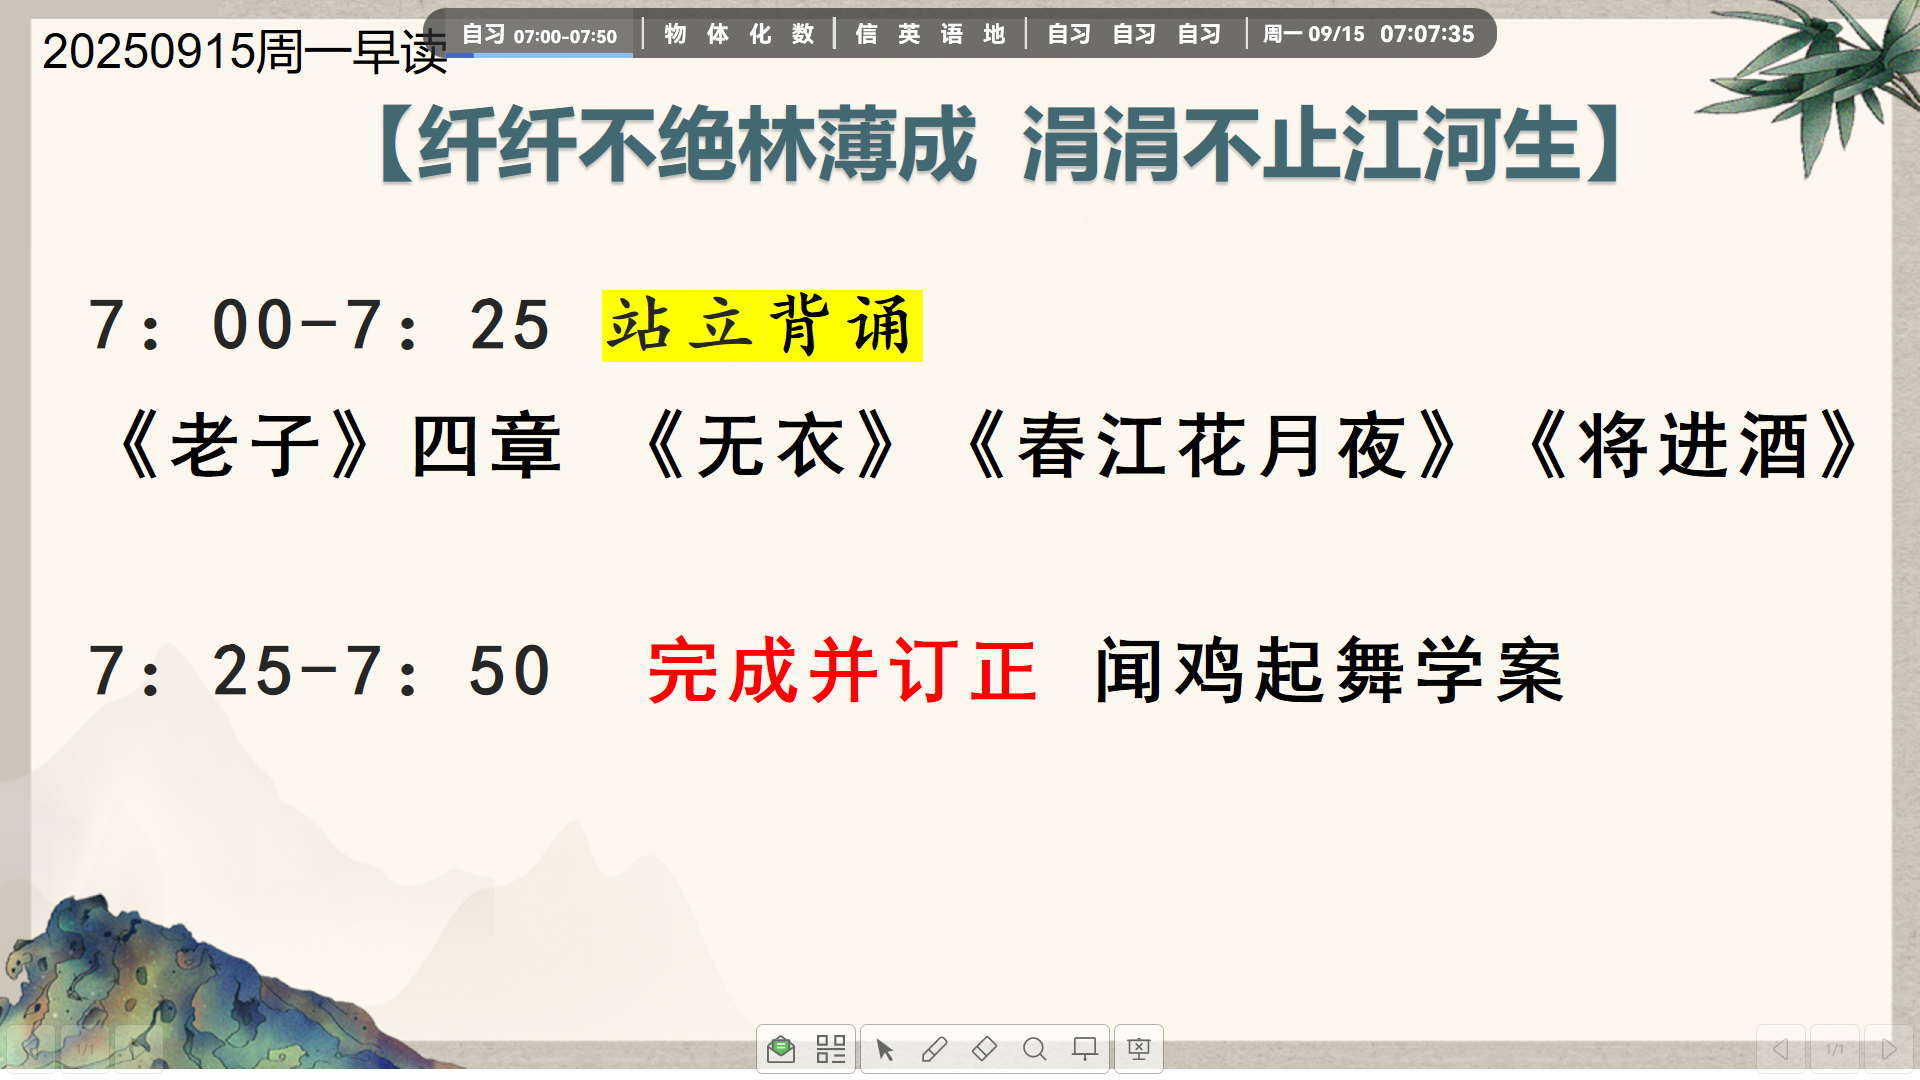 自习 07:00-07:50 物 体 化 数 信 英 语 地 自习 自习 自习 周一 09/15 07:07:35
20250915周一早读
【纤纤不绝林薄成 涓涓不止江河生】
7：00-7：25 站立背诵
《老子》四章 《无衣》《春江花月夜》《将进酒》
7：25-7：50 完成并订正 闻鸡起舞学案
1/1
1/1